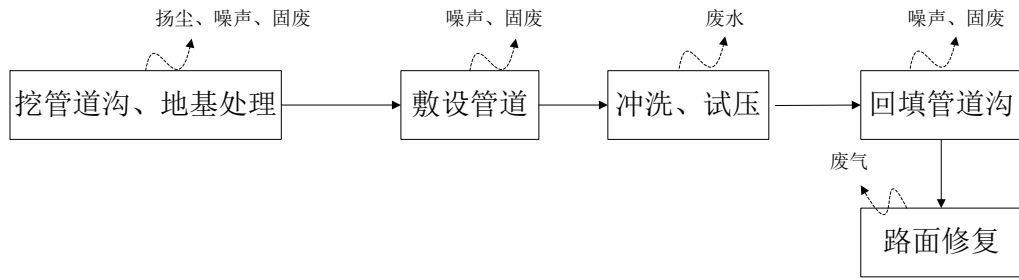 扬尘、噪声、固废
噪声、固废
废水
噪声、固废
挖管道沟、地基处理
敷设管道
冲洗、试压
回填管道沟
废气
路面修复